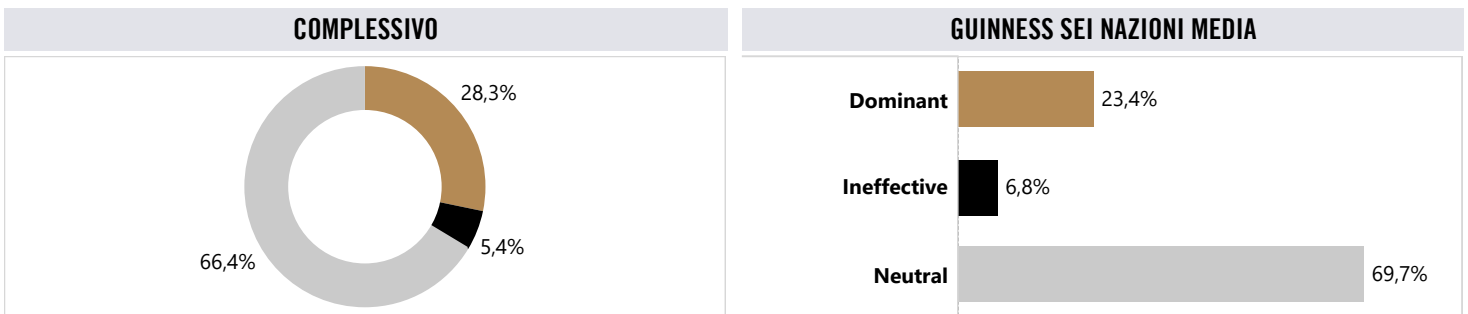 COMPLESSIVO
28,3%
5,4%
66,4%
GUINNESS SEI NAZIONI MEDIA
Dominant 23,4%
Ineffective 6,8%
Neutral 69,7%